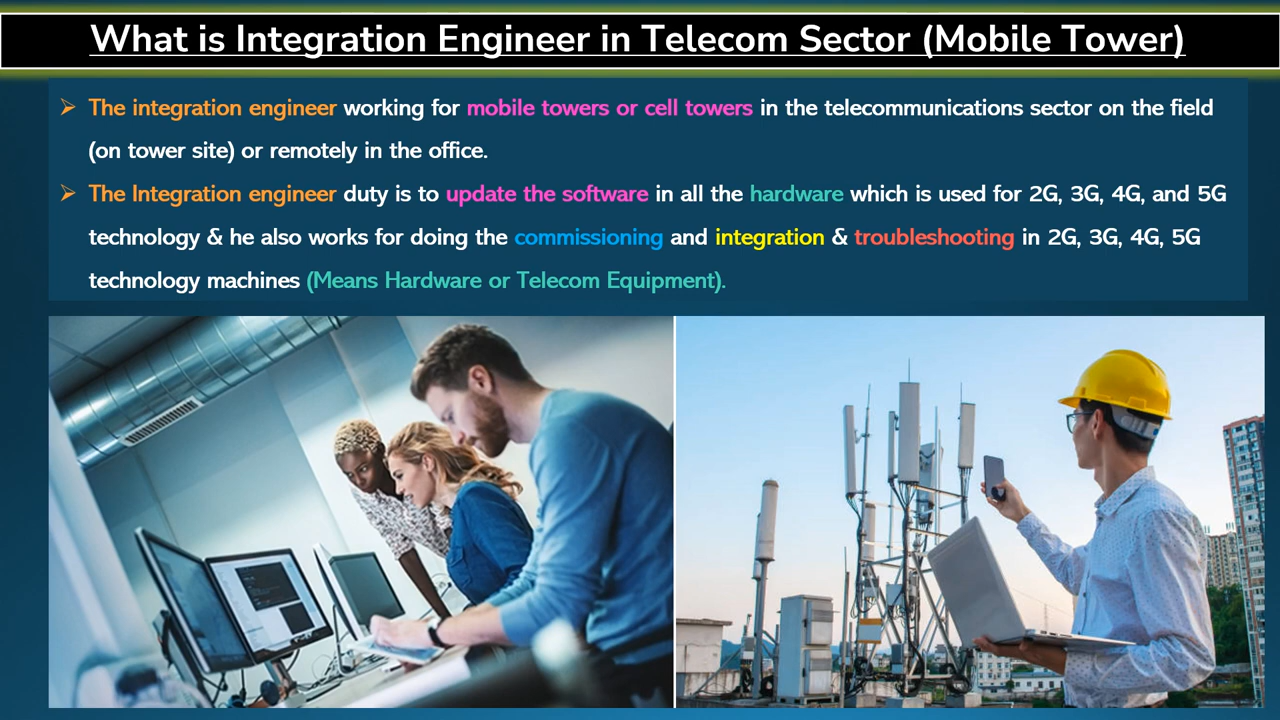 What is Integration Engineer in Telecom Sector (Mobile Tower)
The integration engineer working for mobile towers or cell towers in the telecommunications sector on the field
(on tower site) or remotely in the office.
The Integration engineer duty is to update the software in all the hardware which is used for 2G, 3G, 4G, and 5G
technology & he also works for doing the commissioning and integration & troubleshooting in 2G, 3G, 4G, 5G
technology machines (Means Hardware or Telecom Equipment).